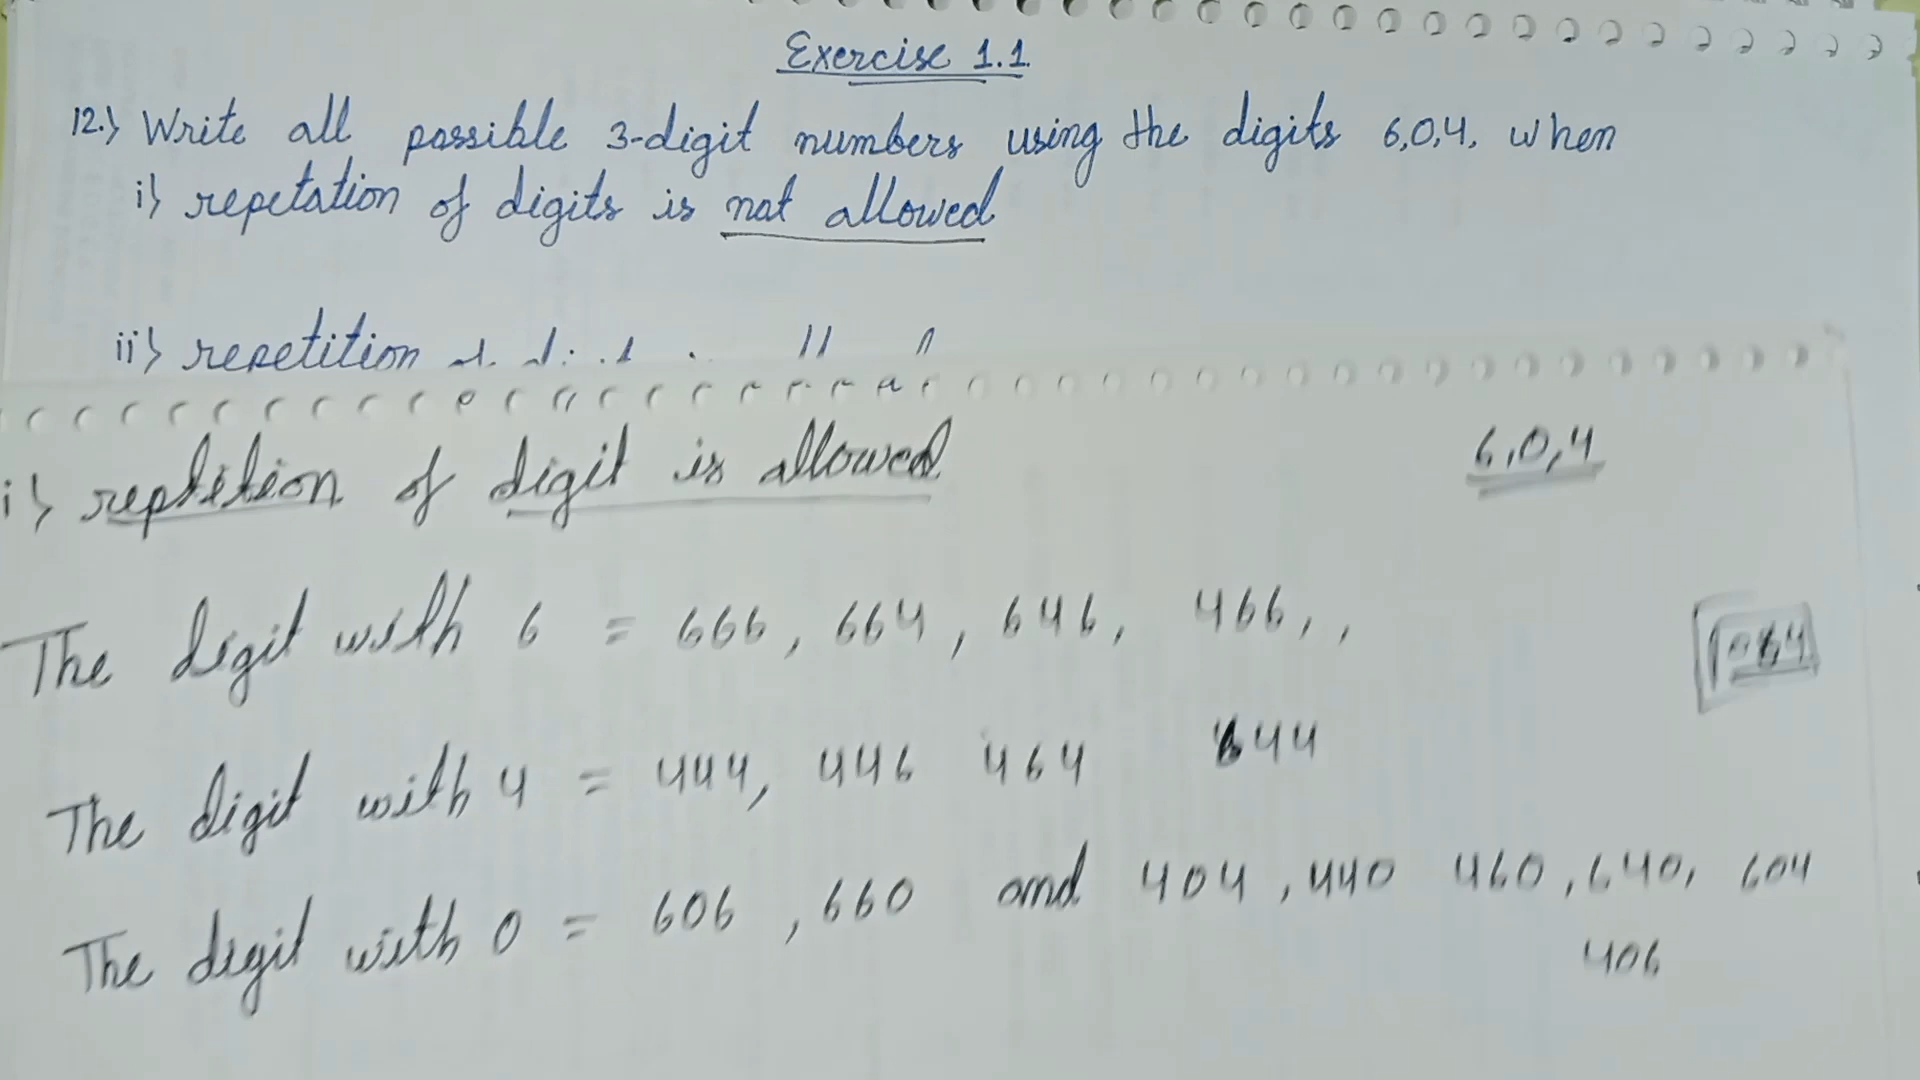 Exercise 1.1
12.) Write all possible 3-digit numbers using the digits 6,0,4, when
i) repetation of digits is not allowed
ii) repetition
i) reptition of digit is allowed 6,0,4
The digit with 6 = 666, 664, 646, 466, ,
The digit with 4 = 444, 446 464 644
The digit with 0 = 606, 660 and 404, 440 460, 640, 604
406